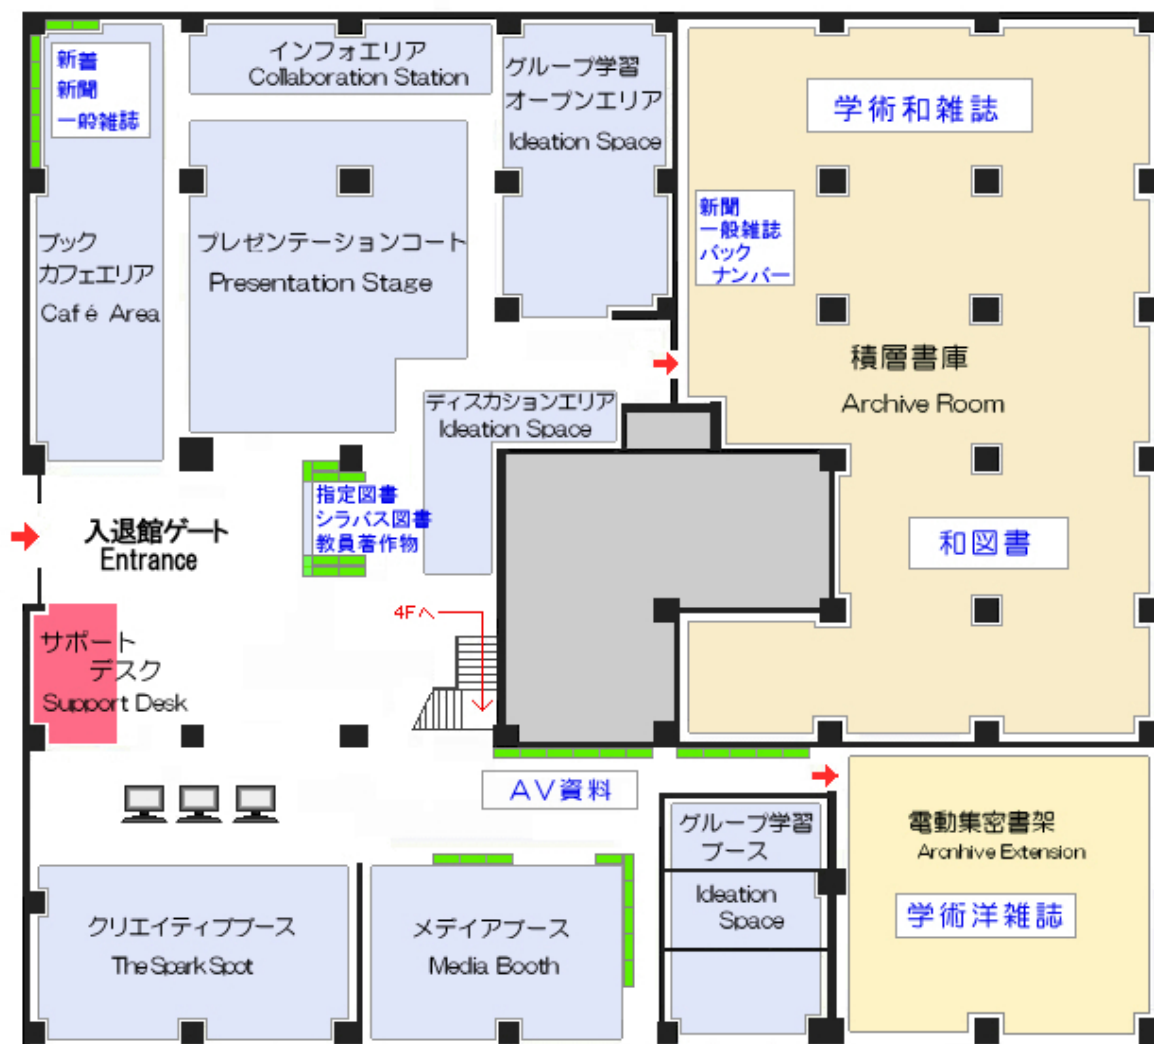 新着
新聞
一般雑誌
インフォエリア
Collaboration Station
グループ学習
オープンエリア
Ideation Space
学術和雑誌
新聞
一般雑誌
バック
ナンバー
ブック
カフェエリア
Café Area
プレゼンテーションコート
Presentation Stage
積層書庫
Archive Room
ディスカションエリア
Ideation Space
指定図書
シラバス図書
教員著作物
入退館ゲート
Entrance
和図書
4Fへ
サポート
デスク
Support Desk
AV資料
グループ学習
ブース
Ideation
Space
電動集密書架
Arcnhive Extension
学術洋雑誌
クリエイティブブース
The Spark Spot
メデイアブース
Media Booth